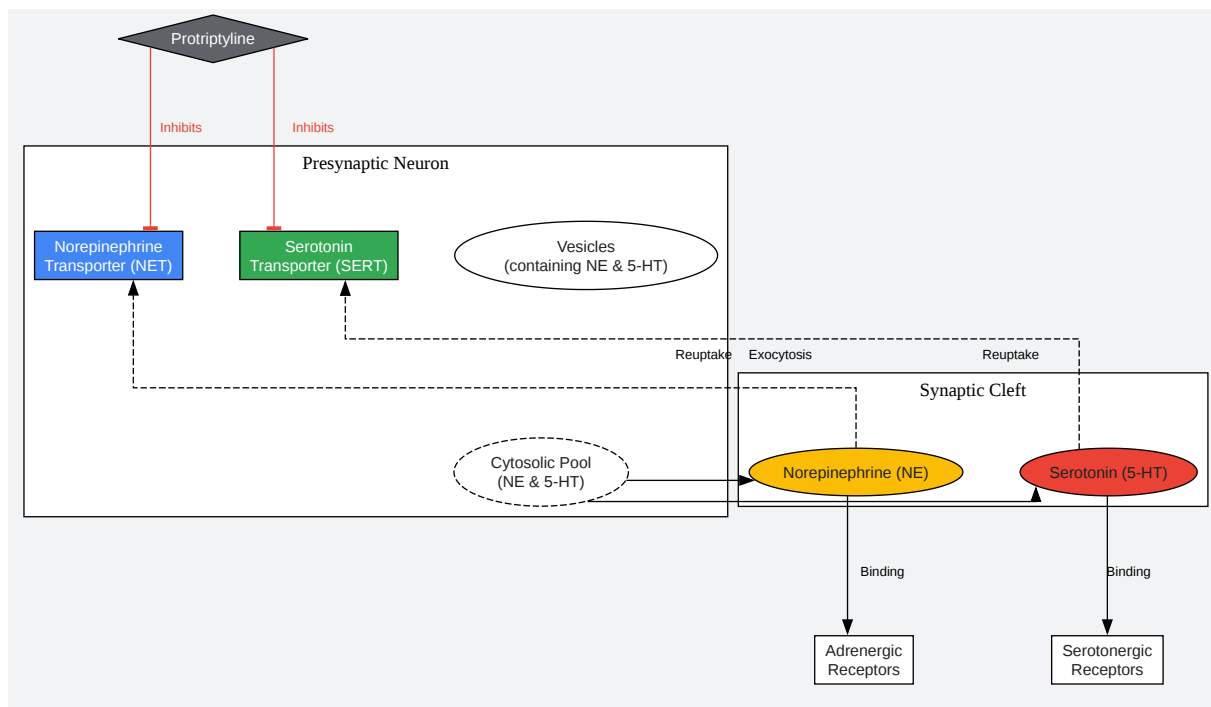 Protriptyline
Inhibits
Inhibits
Presynaptic Neuron
Norepinephrine
Transporter (NET)
Serotonin
Transporter (SERT)
Vesicles
(containing NE & 5-HT)
Reuptake
Exocytosis
Reuptake
Synaptic Cleft
Cytosolic Pool
(NE & 5-HT)
Norepinephrine (NE)
Serotonin (5-HT)
Binding
Binding
Adrenergic
Receptors
Serotonergic
Receptors